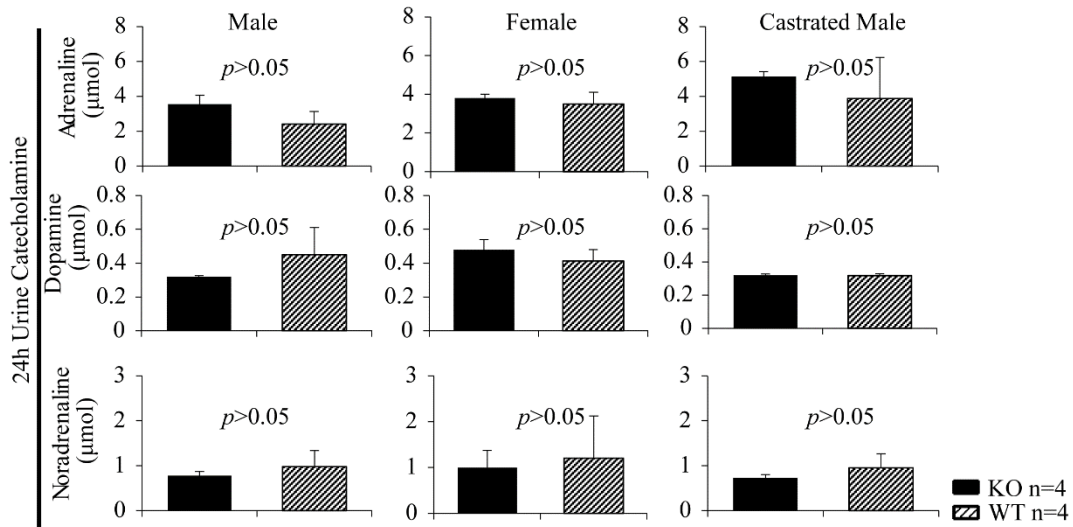 Male
Female
Castrated Male
24h Urine Catecholamine
Adrenaline
(μmol)
8
6
4
2
0
p>0.05
8
6
4
2
0
p>0.05
8
6
4
2
0
p>0.05
Dopamine
(μmol)
0.8
0.6
0.4
0.2
0
p>0.05
0.8
0.6
0.4
0.2
0
p>0.05
0.8
0.6
0.4
0.2
0
p>0.05
Noradrenaline
(μmol)
3
2
1
0
p>0.05
3
2
1
0
p>0.05
3
2
1
0
p>0.05
KO n=4
WT n=4